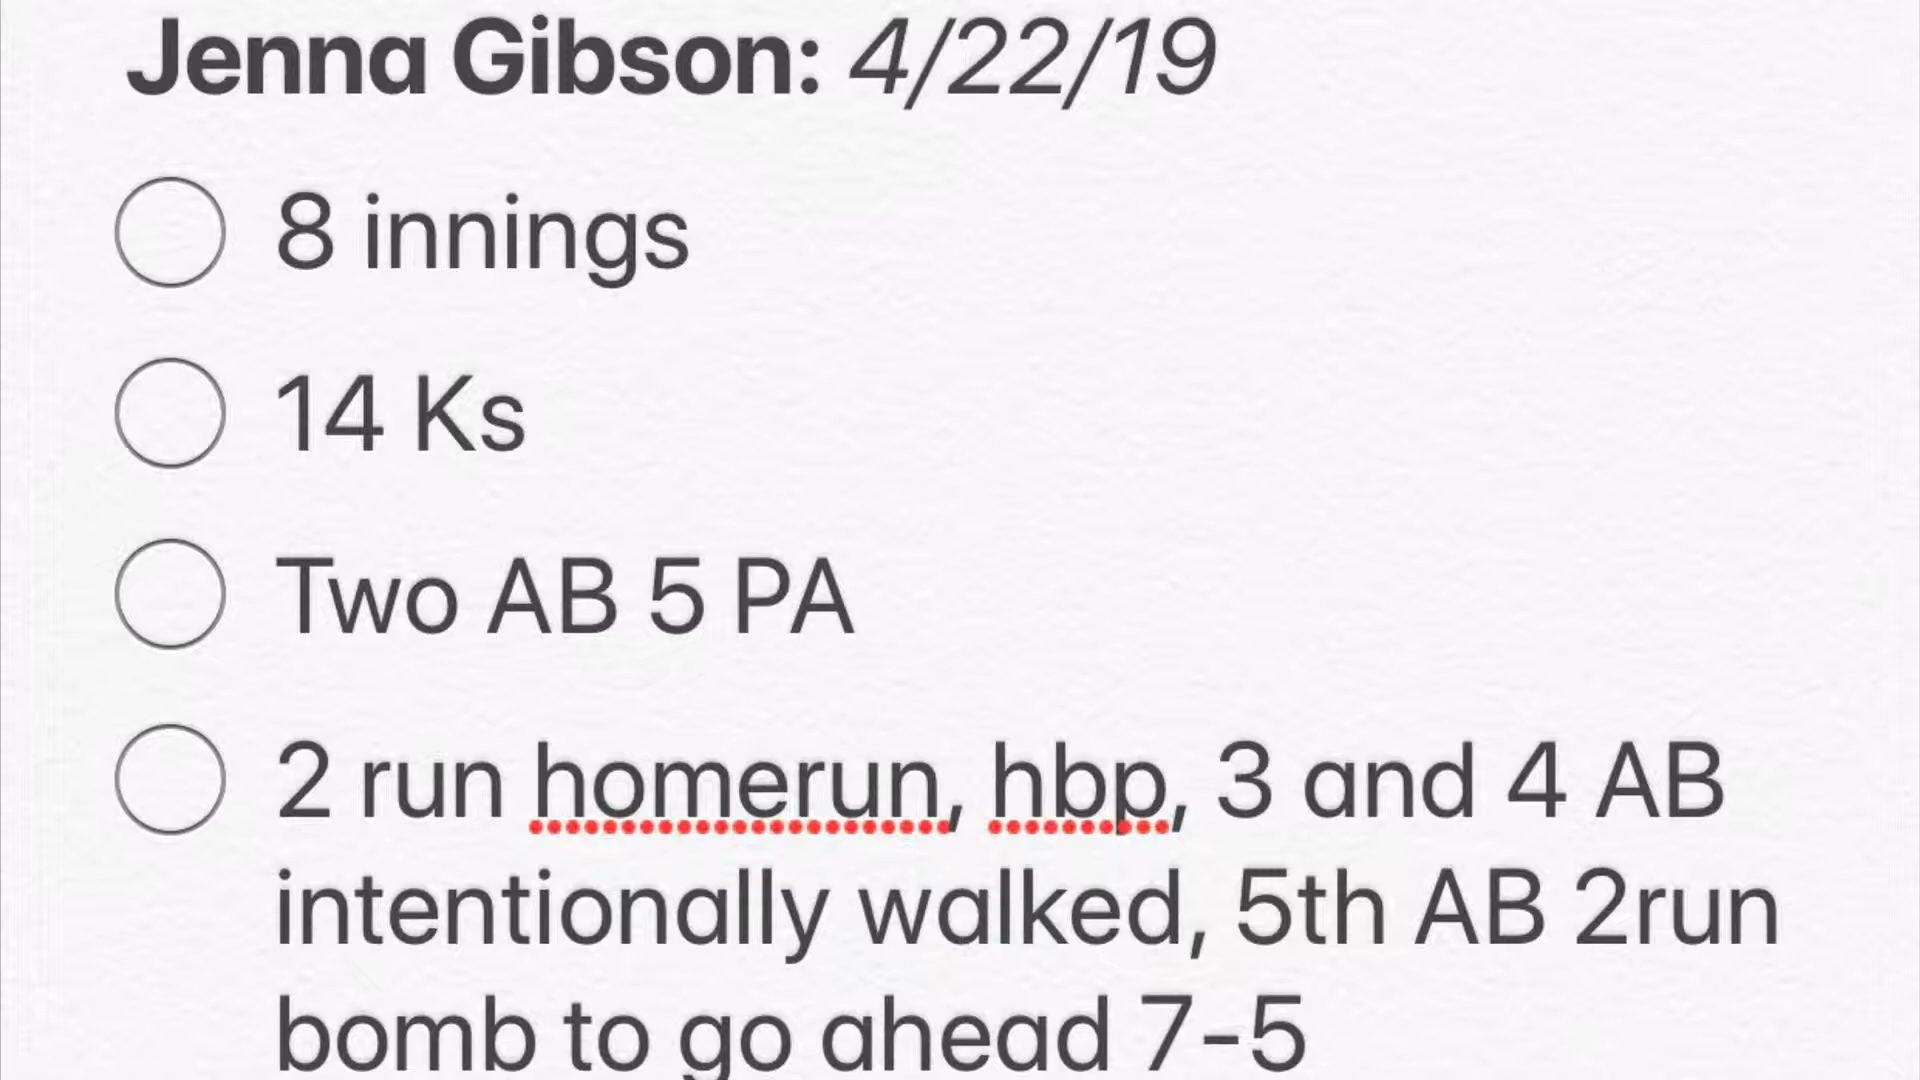 Jenna Gibson: 4/22/19
8 innings
14 Ks
Two AB 5 PA
2 run homerun, hbp, 3 and 4 AB
intentionally walked, 5th AB 2run
bomb to go ahead 7-5